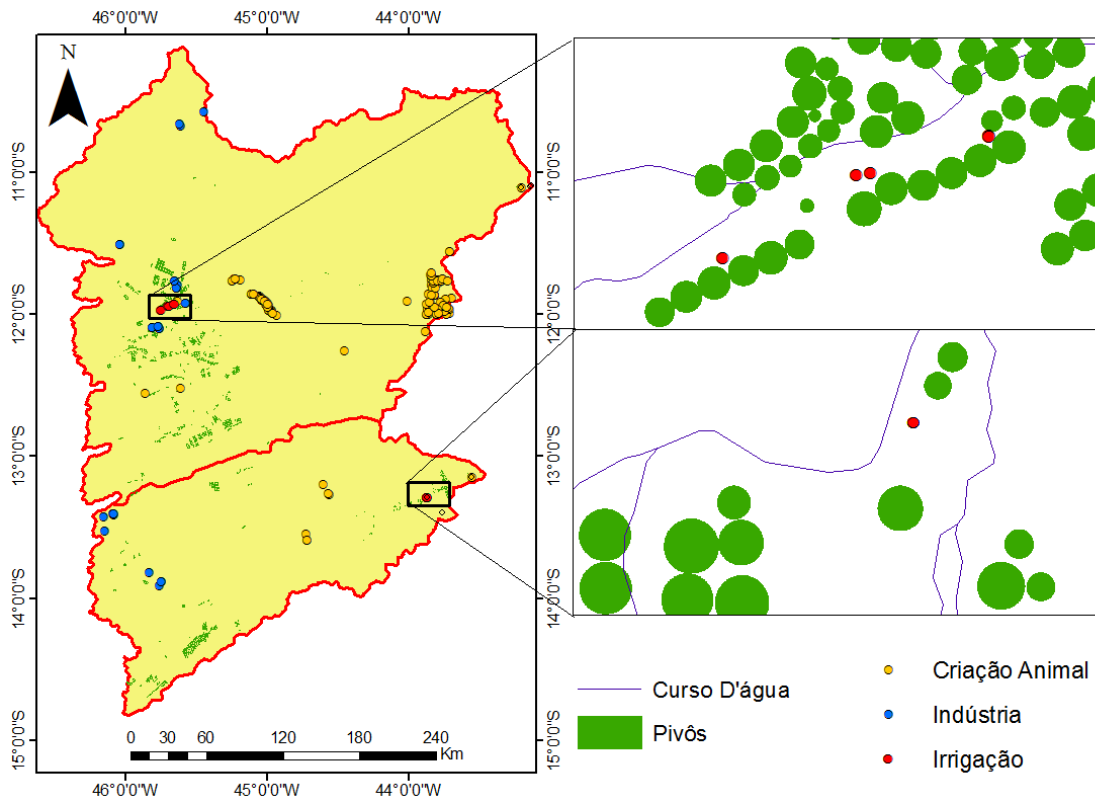 46°0'0"W 45°0'0"W 44°0'0"W
N
11°0'0"S 11°0'0"S
12°0'0"S 12°0'0"S
13°0'0"S 13°0'0"S
14°0'0"S 14°0'0"S
15°0'0"S 15°0'0"S
0 30 60 120 180 240
Km
46°0'0"W 45°0'0"W 44°0'0"W
Curso D'água
Pivôs
Criação Animal
Indústria
Irrigação